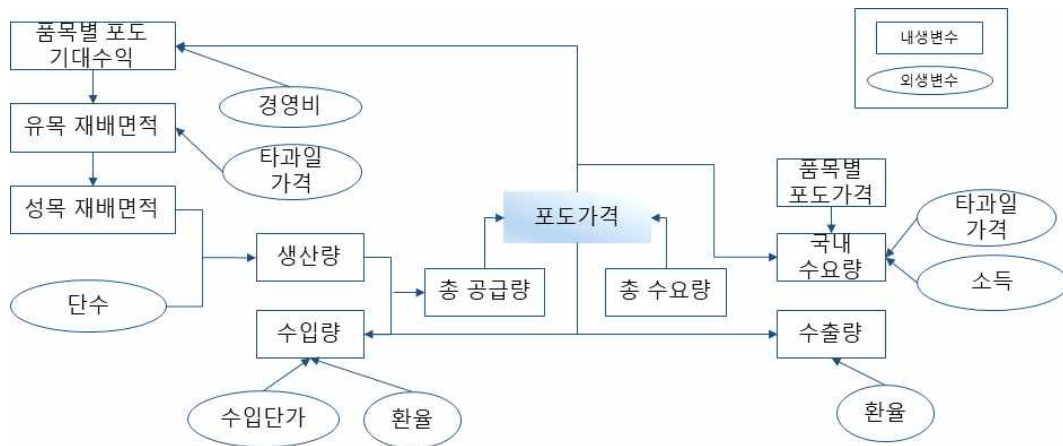 품목별 포도
기대수익
내생변수
외생변수
경영비
유목 재배면적
타과일
가격
품목별
포도가격
성목 재배면적
포도가격
타과일
가격
생산량
국내
수요량
총 공급량
총 수요량
소득
단수
수입량
수출량
수입단가
환율
환율